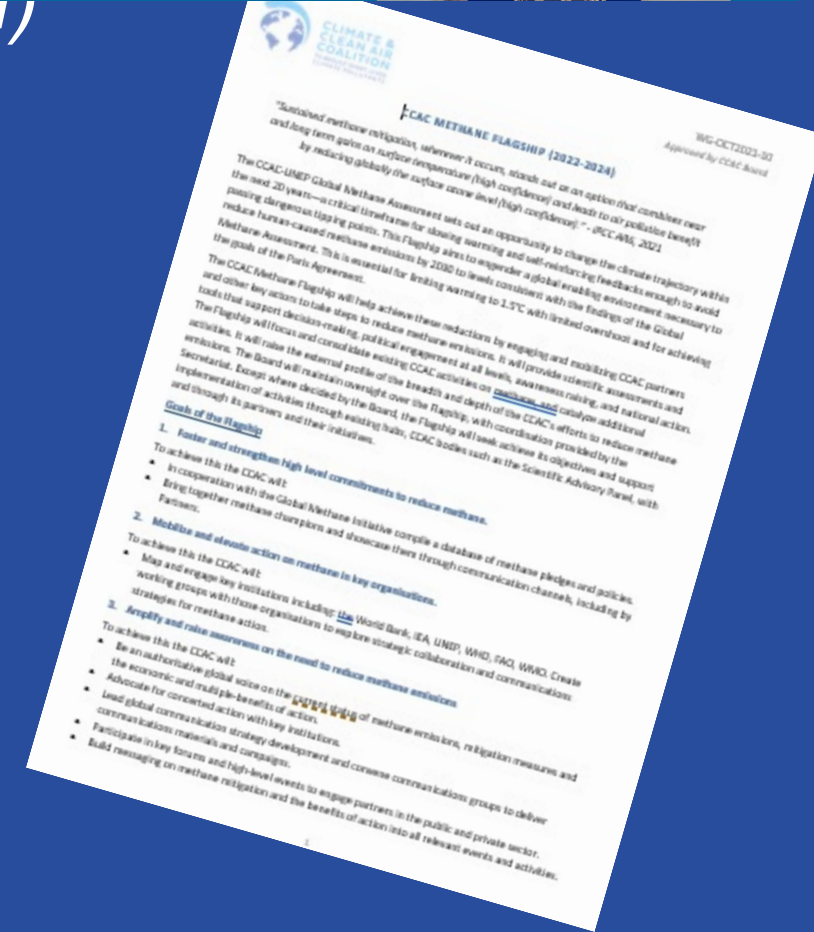 CLIMATE &
CLEAN AIR
COALITION
CCAC METHANE FLAGSHIP (2022-2024)
WG-OCT2021-10
Approved by CCAC Board
"Sustained methane mitigation, wherever it occurs, stands out as an option that combines near
and long term gains on surface temperature (high confidence) and leads to air pollution benefit
by reducing globally the surface ozone level (high confidence)." - IPCC AR6, 2021
The CCAC-UNEP Global Methane Assessment sets out an opportunity to change the climate trajectory within
the next 20 years—a critical timeframe for slowing warming and self-reinforcing feedbacks enough to avoid
passing dangerous tipping points. This Flagship aims to engender a global enabling environment necessary to
reduce human-caused methane emissions by 2030 to levels consistent with the findings of the Global
Methane Assessment. This is essential for limiting warming to 1.5°C with limited overshoot and for achieving
the goals of the Paris Agreement.
The CCAC Methane Flagship will help achieve these reductions by engaging and mobilizing CCAC partners
and other key actors to take steps to reduce methane emissions. It will provide scientific assessments and
tools that support decision-making, political engagement at all levels, awareness raising, and national action.
The Flagship will focus and consolidate existing CCAC activities on methane, and catalyze additional
activities. It will raise the external profile of the breadth and depth of the CCAC's efforts to reduce methane
emissions. The Board will maintain oversight over the Flagship, with coordination provided by the
Secretariat. Except where decided by the Board, the Flagship will seek achieve its objectives and support
implementation of activities through existing hubs, CCAC bodies such as the Scientific Advisory Panel, with
and through its partners and their initiatives.
Goals of the Flagship
1. Foster and strengthen high level commitments to reduce methane.
To achieve this the CCAC will:
• In cooperation with the Global Methane Initiative compile a database of methane pledges and policies.
• Bring together methane champions and showcase them through communication channels, including by
Partners.
2. Mobilize and elevate action on methane in key organisations.
To achieve this the CCAC will:
• Map and engage key institutions including: the World Bank, IEA, UNEP, WHO, FAO, WMO. Create
working groups with those organisations to explore strategic collaboration and communications
strategies for methane action.
3. Amplify and raise awareness on the need to reduce methane emissions
To achieve this the CCAC will:
• Be an authoritative global voice on the current status of methane emissions, mitigation measures and
the economic and multiple-benefits of action.
• Advocate for concerted action with key institutions.
• Lead global communication strategy development and convene communications groups to deliver
communications materials and campaigns.
• Participate in key forums and high-level events to engage partners in the public and private sector.
• Build messaging on methane mitigation and the benefits of action into all relevant events and activities.
1